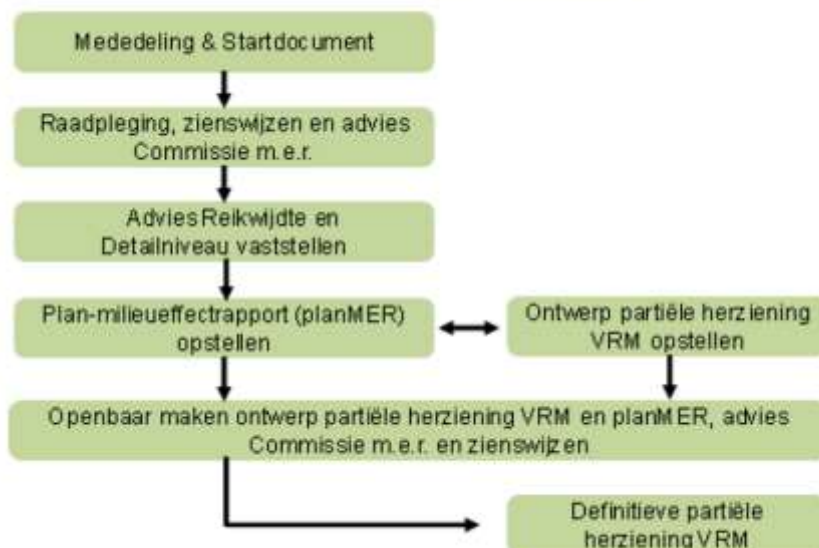 Mededeling & Startdocument
Raadpleging, zienswijzen en advies
Commissie m.e.r.
Advies Reikwijdte en
Detailniveau vaststellen
Plan-milieueffectrapport (planMER)
opstellen
Ontwerp partiële herziening
VRM opstellen
Openbaar maken ontwerp partiële herziening VRM en planMER, advies
Commissie m.e.r. en zienswijzen
Definitieve partiële
herziening VRM